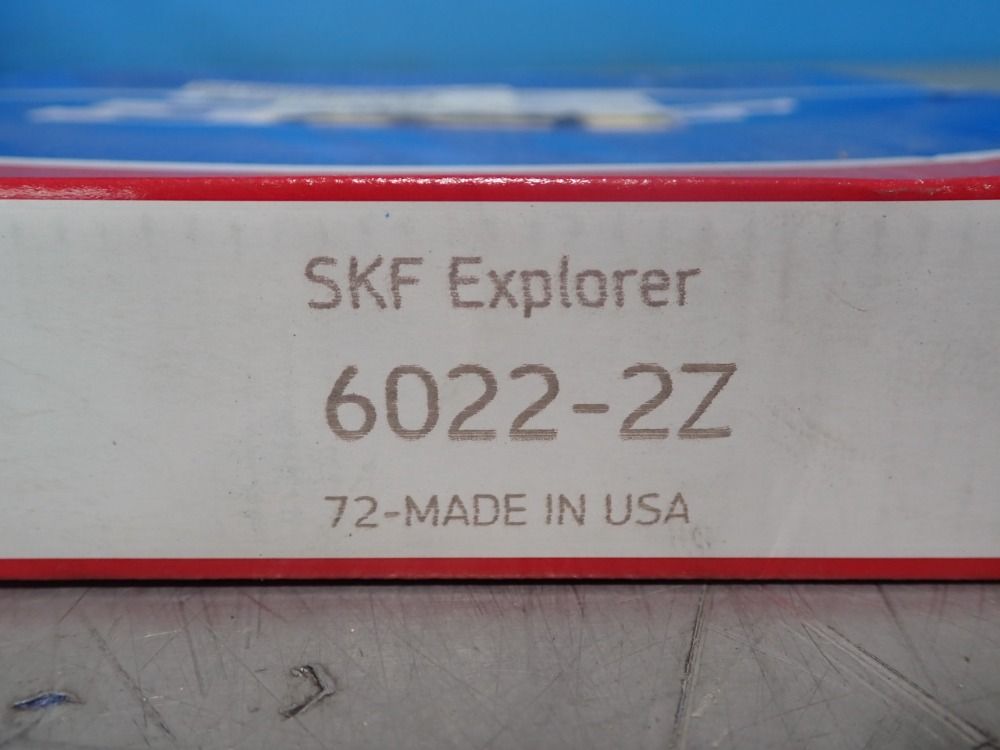 SKF Explorer
6022-2Z
72-MADE IN USA